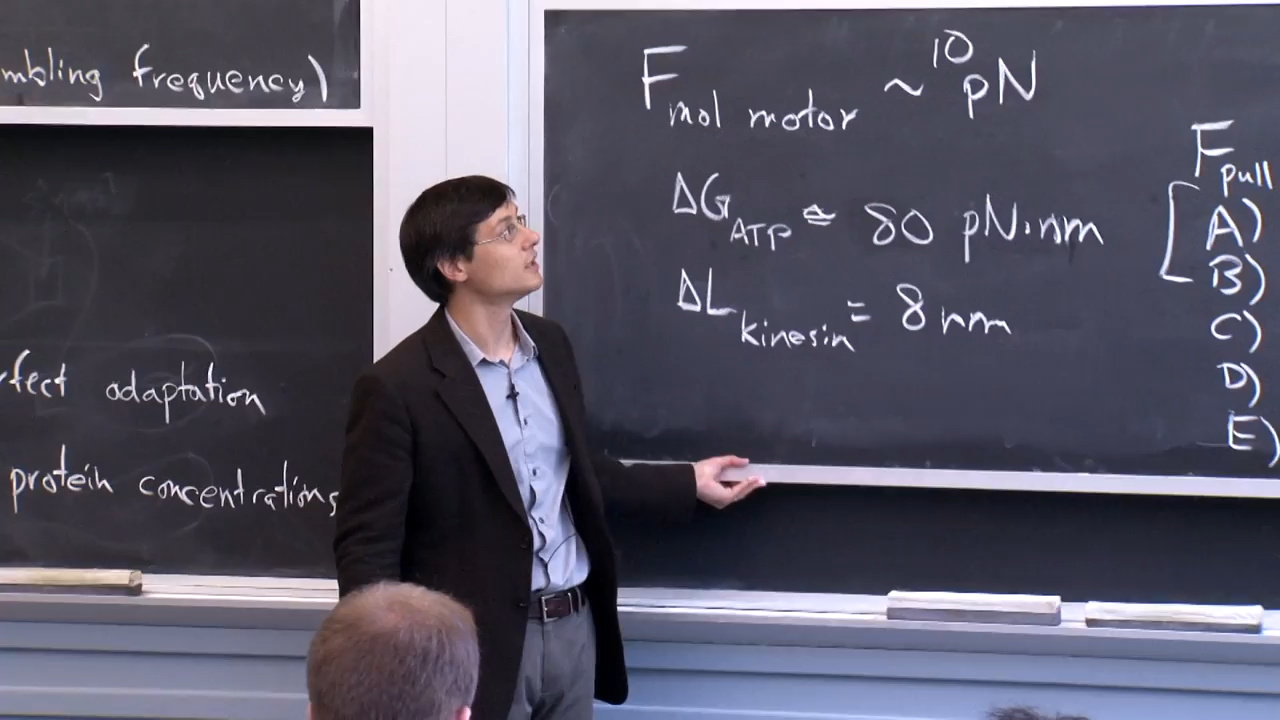 mbling frequency)
rfect adaptation
protein concentrations
F mol motor ~ 10 pN
ΔG ATP ≈ 80 pN·nm
ΔL kinesin = 8 nm
F pull
A)
B)
C)
D)
E)